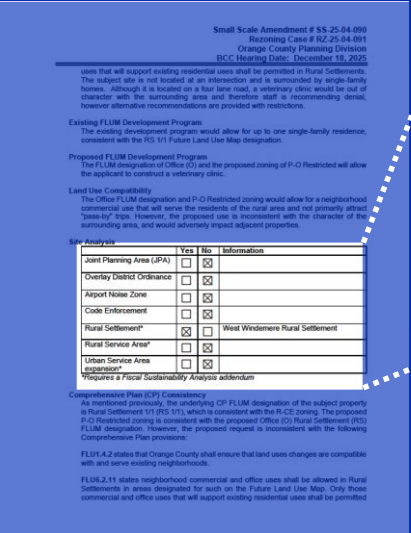 Small Scale Amendment # SS-25-04-090
Rezoning Case # RZ-25-04-091
Orange County Planning Division
BCC Hearing Date: December 18, 2025
uses that will support existing residential uses shall be permitted in Rural Settlements.
The subject site is not located at an intersection and is surrounded by single-family
homes. Although it is located on a four lane road, a veterinary clinic would be out of
character with the surrounding area and therefore staff is recommending denial,
however alternative recommendations are provided with restrictions.
Existing FLUM Development Program
The existing development program would allow for up to one single-family residence,
consistent with the RS 1/1 Future Land Use Map designation.
Proposed FLUM Development Program
The FLUM designation of Office (O) and the proposed zoning of P-O Restricted will allow
the applicant to construct a veterinary clinic.
Land Use Compatibility
The Office FLUM designation and P-O Restricted zoning would allow for a neighborhood
commercial use that will serve the residents of the rural area and not primarily attract
"pass-by" trips. However, the proposed use is inconsistent with the character of the
surrounding area, and would adversely impact adjacent properties.
Site Analysis
Yes No Information
Joint Planning Area (JPA) ☐ ☒
Overlay District Ordinance ☐ ☒
Airport Noise Zone ☐ ☒
Code Enforcement ☐ ☒
Rural Settlement* ☒ ☐ West Windemere Rural Settlement
Rural Service Area* ☐ ☒
Urban Service Area
expansion* ☐ ☒
*Requires a Fiscal Sustainability Analysis addendum
Comprehensive Plan (CP) Consistency
As mentioned previously, the underlying CP FLUM designation of the subject property
is Rural Settlement 1/1 (RS 1/1), which is consistent with the R-CE zoning. The proposed
P-O Restricted zoning is consistent with the proposed Office (O) Rural Settlement (RS)
FLUM designation. However, the proposed request is inconsistent with the following
Comprehensive Plan provisions:
FLU1.4.2 states that Orange County shall ensure that land uses changes are compatible
with and serve existing neighborhoods.
FLU6.2.11 states neighborhood commercial and office uses shall be allowed in Rural
Settlements in areas designated for such on the Future Land Use Map. Only those
commercial and office uses that will support existing residential uses shall be permitted